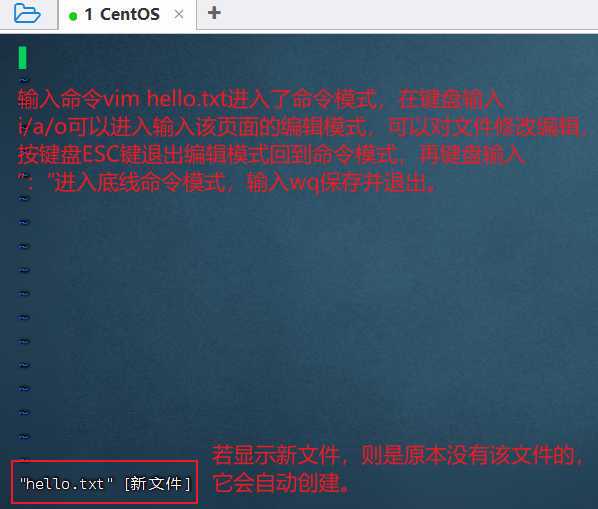 1 CentOS × +
~
输入命令vim hello.txt进入了命令模式，在键盘输入
i/a/o可以进入输入该页面的编辑模式，可以对文件修改编辑，
按键盘ESC键退出编辑模式回到命令模式，再键盘输入
“：”进入底线命令模式，输入wq保存并退出。
~
~
~
~
~
~
~
~
~
~
~
若显示新文件，则是原本没有该文件的，
"hello.txt" [新文件]
它会自动创建。